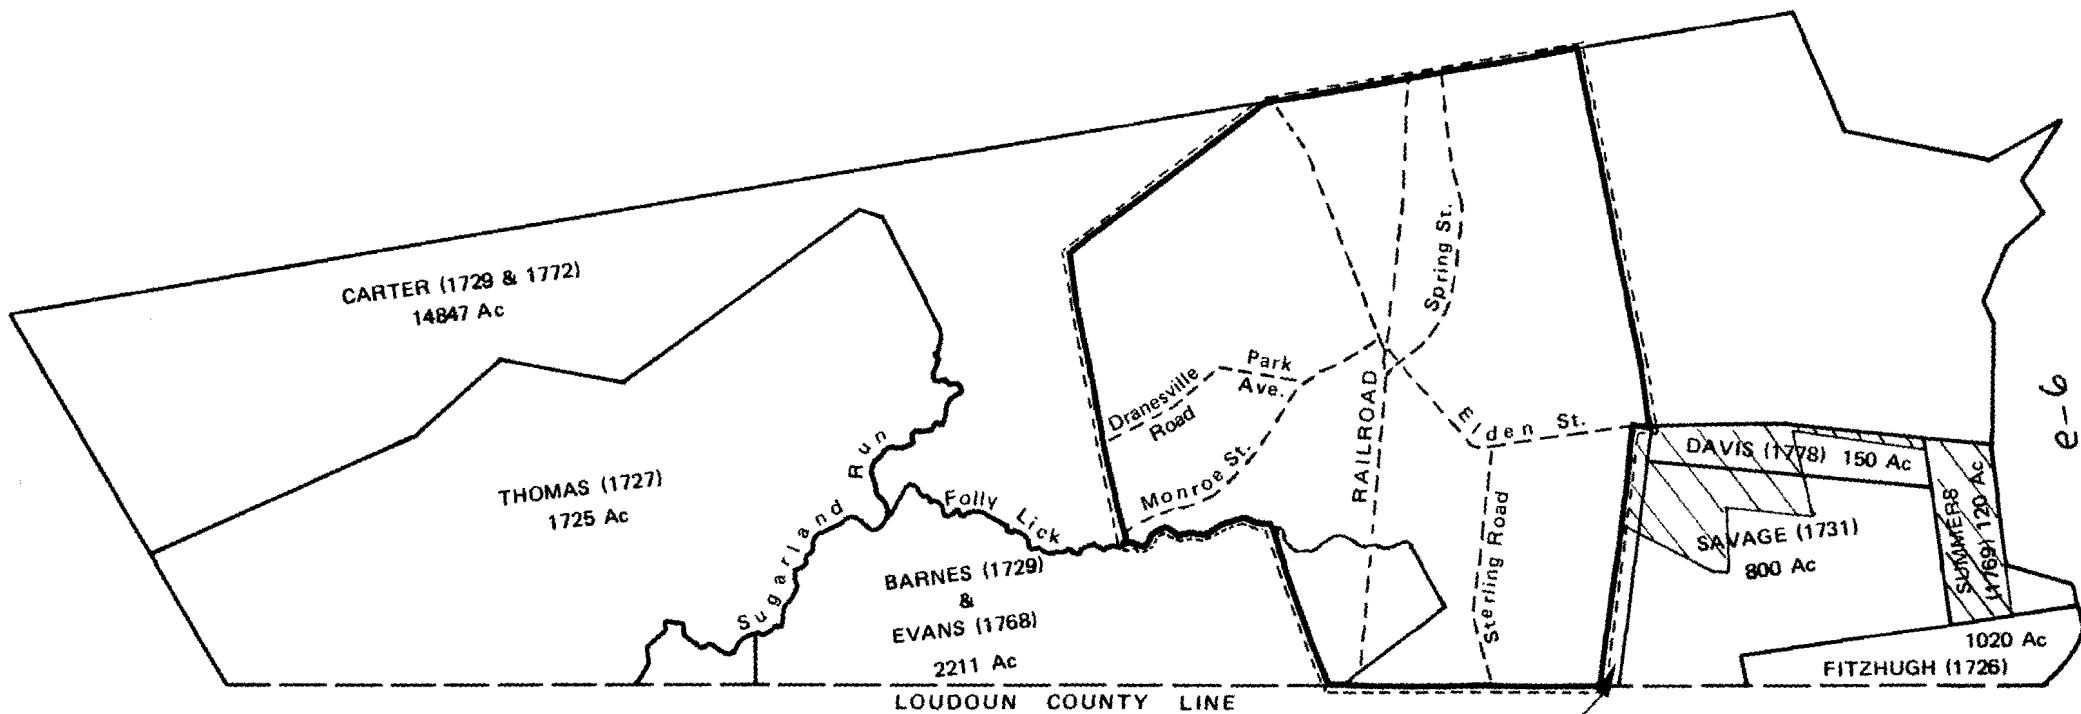 CARTER (1729 & 1772)
14847 Ac
THOMAS (1727)
1725 Ac
Sugarland Run
Folly Lick
BARNES (1729)
&
EVANS (1768)
2211 Ac
Dranesville
Road
Park
Ave.
Monroe St.
RAILROAD
Spring St.
Elden St.
Sterling Road
DAVIS (1778) 150 Ac
SAVAGE (1731)
800 Ac
SUMMERS
(1769) 120 Ac
1020 Ac
FITZHUGH (1726)
LOUDOUN COUNTY LINE
e-6